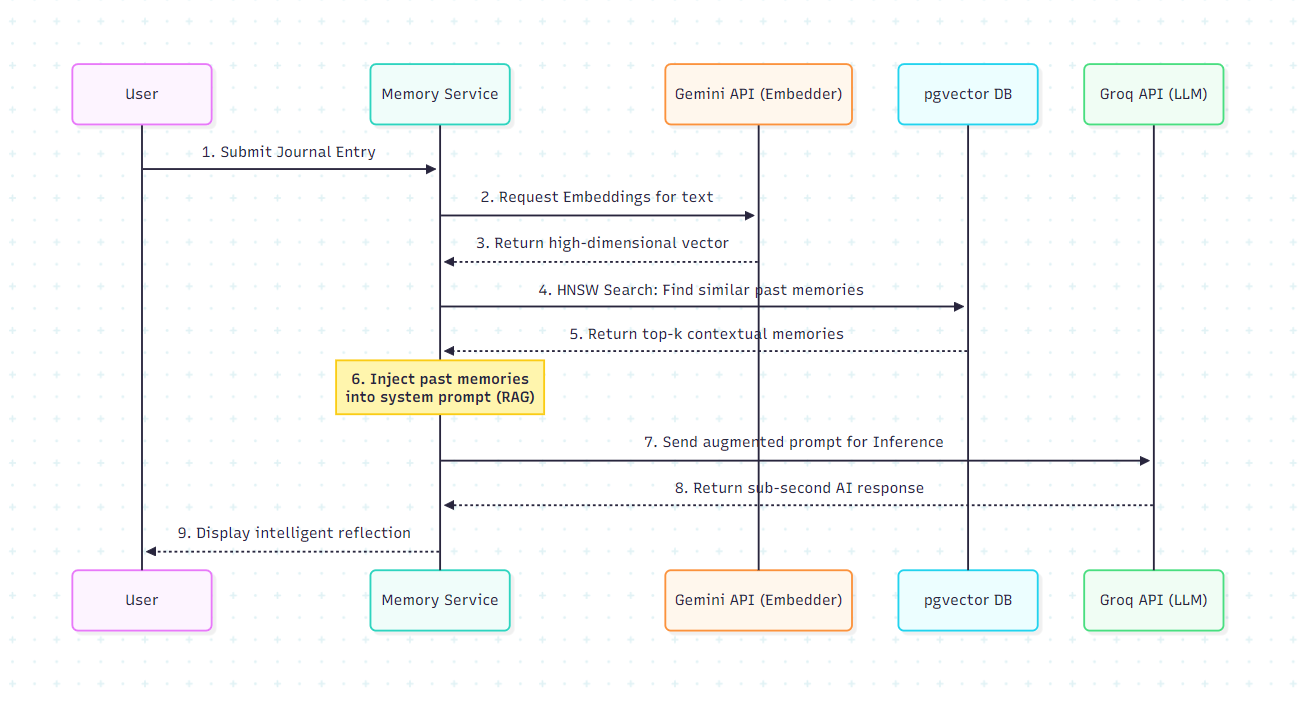 User
Memory Service
Gemini API (Embedder)
pgvector DB
Groq API (LLM)
1. Submit Journal Entry
2. Request Embeddings for text
3. Return high-dimensional vector
4. HNSW Search: Find similar past memories
5. Return top-k contextual memories
6. Inject past memories
into system prompt (RAG)
7. Send augmented prompt for Inference
8. Return sub-second AI response
9. Display intelligent reflection
User
Memory Service
Gemini API (Embedder)
pgvector DB
Groq API (LLM)